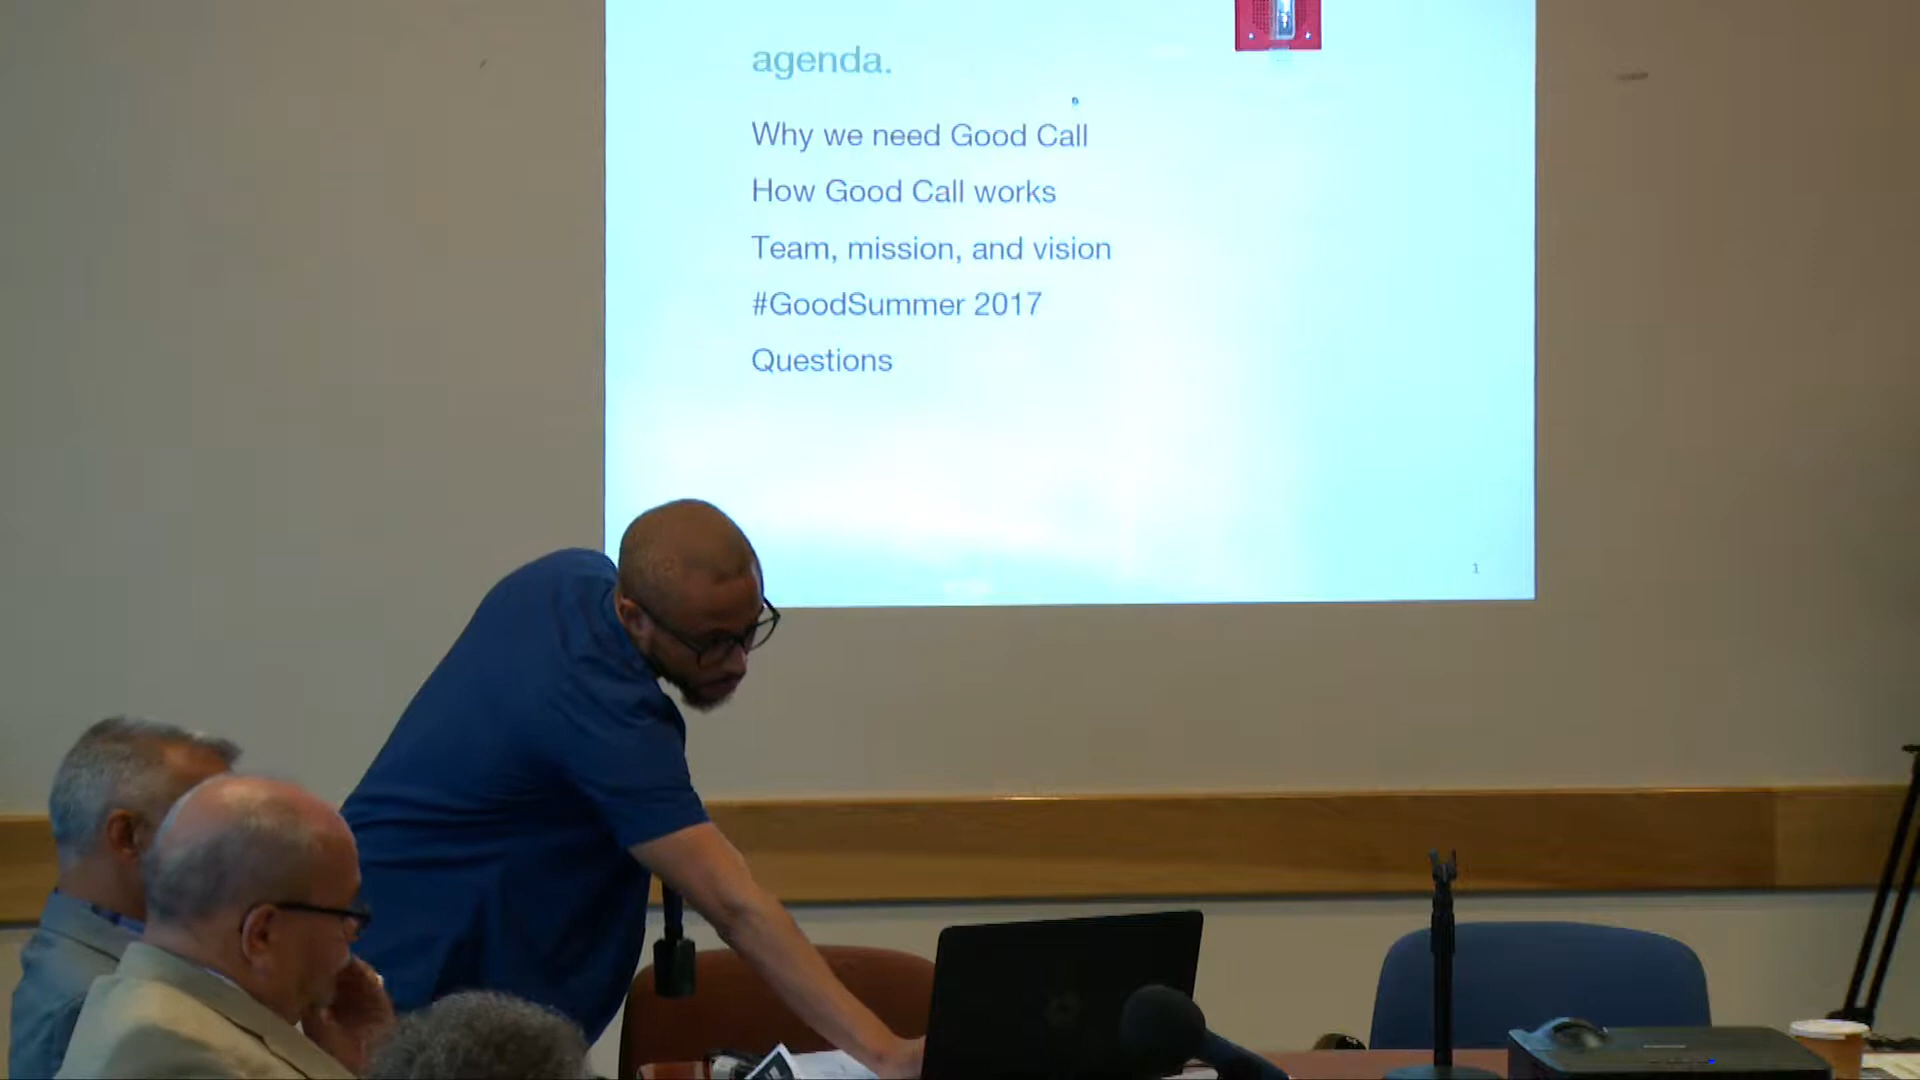 agenda.
Why we need Good Call
How Good Call works
Team, mission, and vision
#GoodSummer 2017
Questions
1